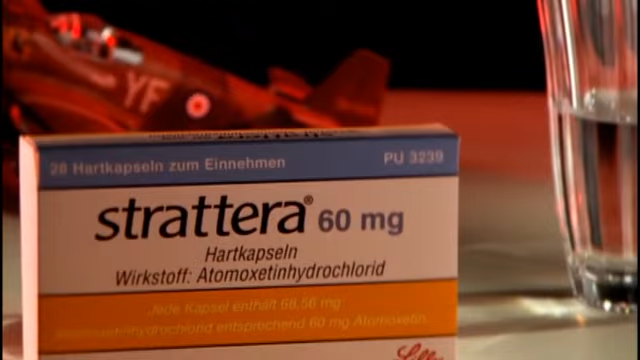 YF
28 Hartkapseln zum Einnehmen PU 3239
strattera® 60 mg
Hartkapseln
Wirkstoff: Atomoxetinhydrochlorid
Jede Kapsel enthält 68,56 mg
Atomoxetinhydrochlorid entsprechend 60 mg Atomoxetin.
Lilly